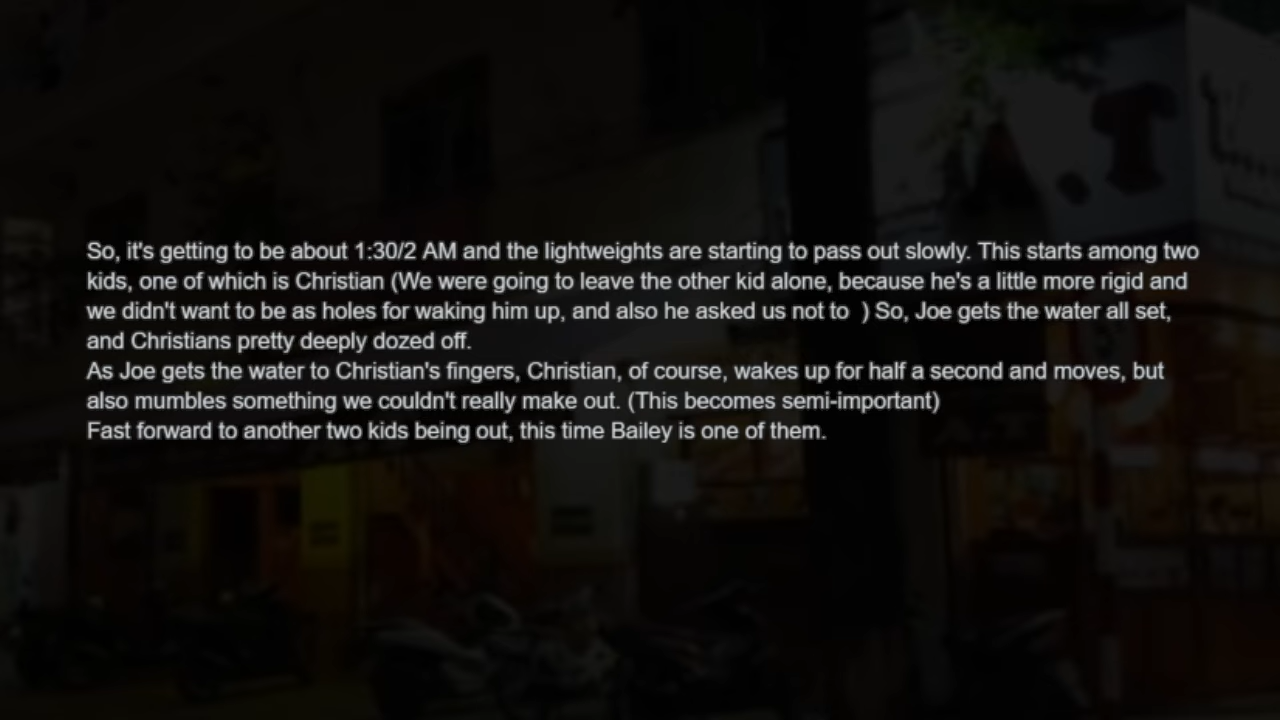 So, it's getting to be about 1:30/2 AM and the lightweights are starting to pass out slowly. This starts among two
kids, one of which is Christian (We were going to leave the other kid alone, because he's a little more rigid and
we didn't want to be as holes for waking him up, and also he asked us not to  ) So, Joe gets the water all set,
and Christians pretty deeply dozed off.
As Joe gets the water to Christian's fingers, Christian, of course, wakes up for half a second and moves, but
also mumbles something we couldn't really make out. (This becomes semi-important)
Fast forward to another two kids being out, this time Bailey is one of them.